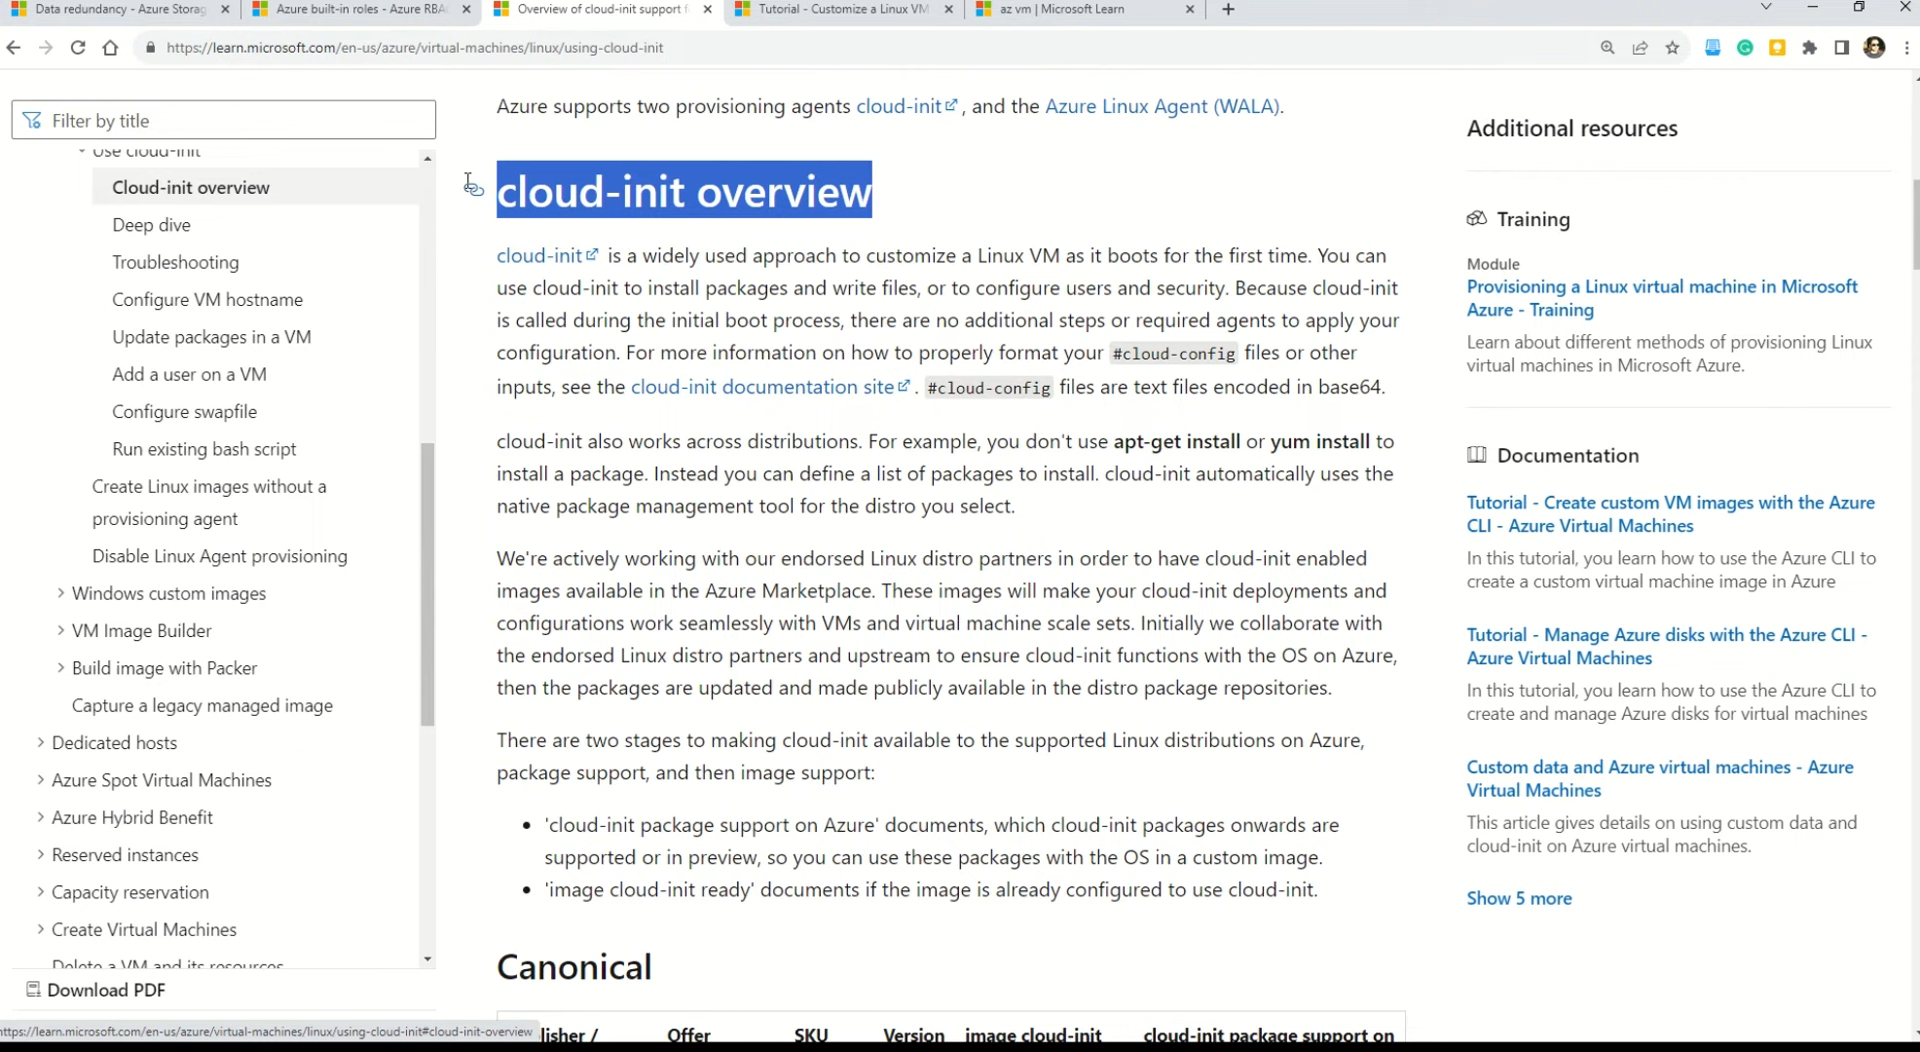 Data redundancy - Azure Storag
Azure built-in roles - Azure RBA
Overview of cloud-init support f
Tutorial - Customize a Linux VM
az vm | Microsoft Learn
https://learn.microsoft.com/en-us/azure/virtual-machines/linux/using-cloud-init
Filter by title
Use cloud-init
Cloud-init overview
Deep dive
Troubleshooting
Configure VM hostname
Update packages in a VM
Add a user on a VM
Configure swapfile
Run existing bash script
Create Linux images without a
provisioning agent
Disable Linux Agent provisioning
Windows custom images
VM Image Builder
Build image with Packer
Capture a legacy managed image
Dedicated hosts
Azure Spot Virtual Machines
Azure Hybrid Benefit
Reserved instances
Capacity reservation
Create Virtual Machines
Delete a VM and its resources
Download PDF
https://learn.microsoft.com/en-us/azure/virtual-machines/linux/using-cloud-init#cloud-init-overview
Azure supports two provisioning agents cloud-init, and the Azure Linux Agent (WALA).
cloud-init overview
cloud-init is a widely used approach to customize a Linux VM as it boots for the first time. You can
use cloud-init to install packages and write files, or to configure users and security. Because cloud-init
is called during the initial boot process, there are no additional steps or required agents to apply your
configuration. For more information on how to properly format your #cloud-config files or other
inputs, see the cloud-init documentation site. #cloud-config files are text files encoded in base64.
cloud-init also works across distributions. For example, you don't use apt-get install or yum install to
install a package. Instead you can define a list of packages to install. cloud-init automatically uses the
native package management tool for the distro you select.
We're actively working with our endorsed Linux distro partners in order to have cloud-init enabled
images available in the Azure Marketplace. These images will make your cloud-init deployments and
configurations work seamlessly with VMs and virtual machine scale sets. Initially we collaborate with
the endorsed Linux distro partners and upstream to ensure cloud-init functions with the OS on Azure,
then the packages are updated and made publicly available in the distro package repositories.
There are two stages to making cloud-init available to the supported Linux distributions on Azure,
package support, and then image support:
• 'cloud-init package support on Azure' documents, which cloud-init packages onwards are
supported or in preview, so you can use these packages with the OS in a custom image.
• 'image cloud-init ready' documents if the image is already configured to use cloud-init.
Canonical
lisher / Offer SKU Version image cloud-init cloud-init package support on
Additional resources
Training
Module
Provisioning a Linux virtual machine in Microsoft
Azure - Training
Learn about different methods of provisioning Linux
virtual machines in Microsoft Azure.
Documentation
Tutorial - Create custom VM images with the Azure
CLI - Azure Virtual Machines
In this tutorial, you learn how to use the Azure CLI to
create a custom virtual machine image in Azure
Tutorial - Manage Azure disks with the Azure CLI -
Azure Virtual Machines
In this tutorial, you learn how to use the Azure CLI to
create and manage Azure disks for virtual machines
Custom data and Azure virtual machines - Azure
Virtual Machines
This article gives details on using custom data and
cloud-init on Azure virtual machines.
Show 5 more